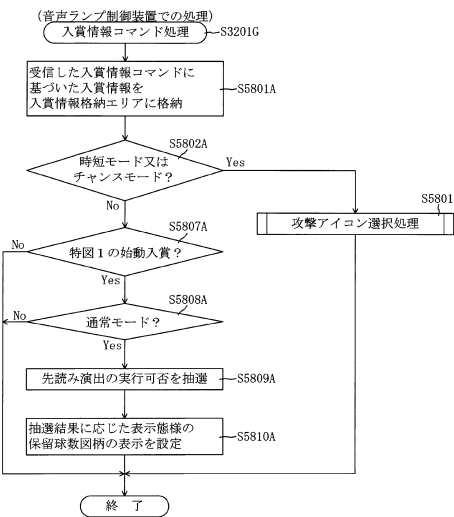 (音声ランプ制御装置での処理)
入賞情報コマンド処理
S3201G
受信した入賞情報コマンドに
基づいた入賞情報を
入賞情報格納エリアに格納
S5801A
S5802A
時短モード又は
チャンスモード？
Yes
No
S5801
攻撃アイコン選択処理
S5807A
特図１の始動入賞？
No
Yes
S5808A
通常モード？
No
Yes
先読み演出の実行可否を抽選
S5809A
抽選結果に応じた表示態様の
保留球数図柄の表示を設定
S5810A
終 了